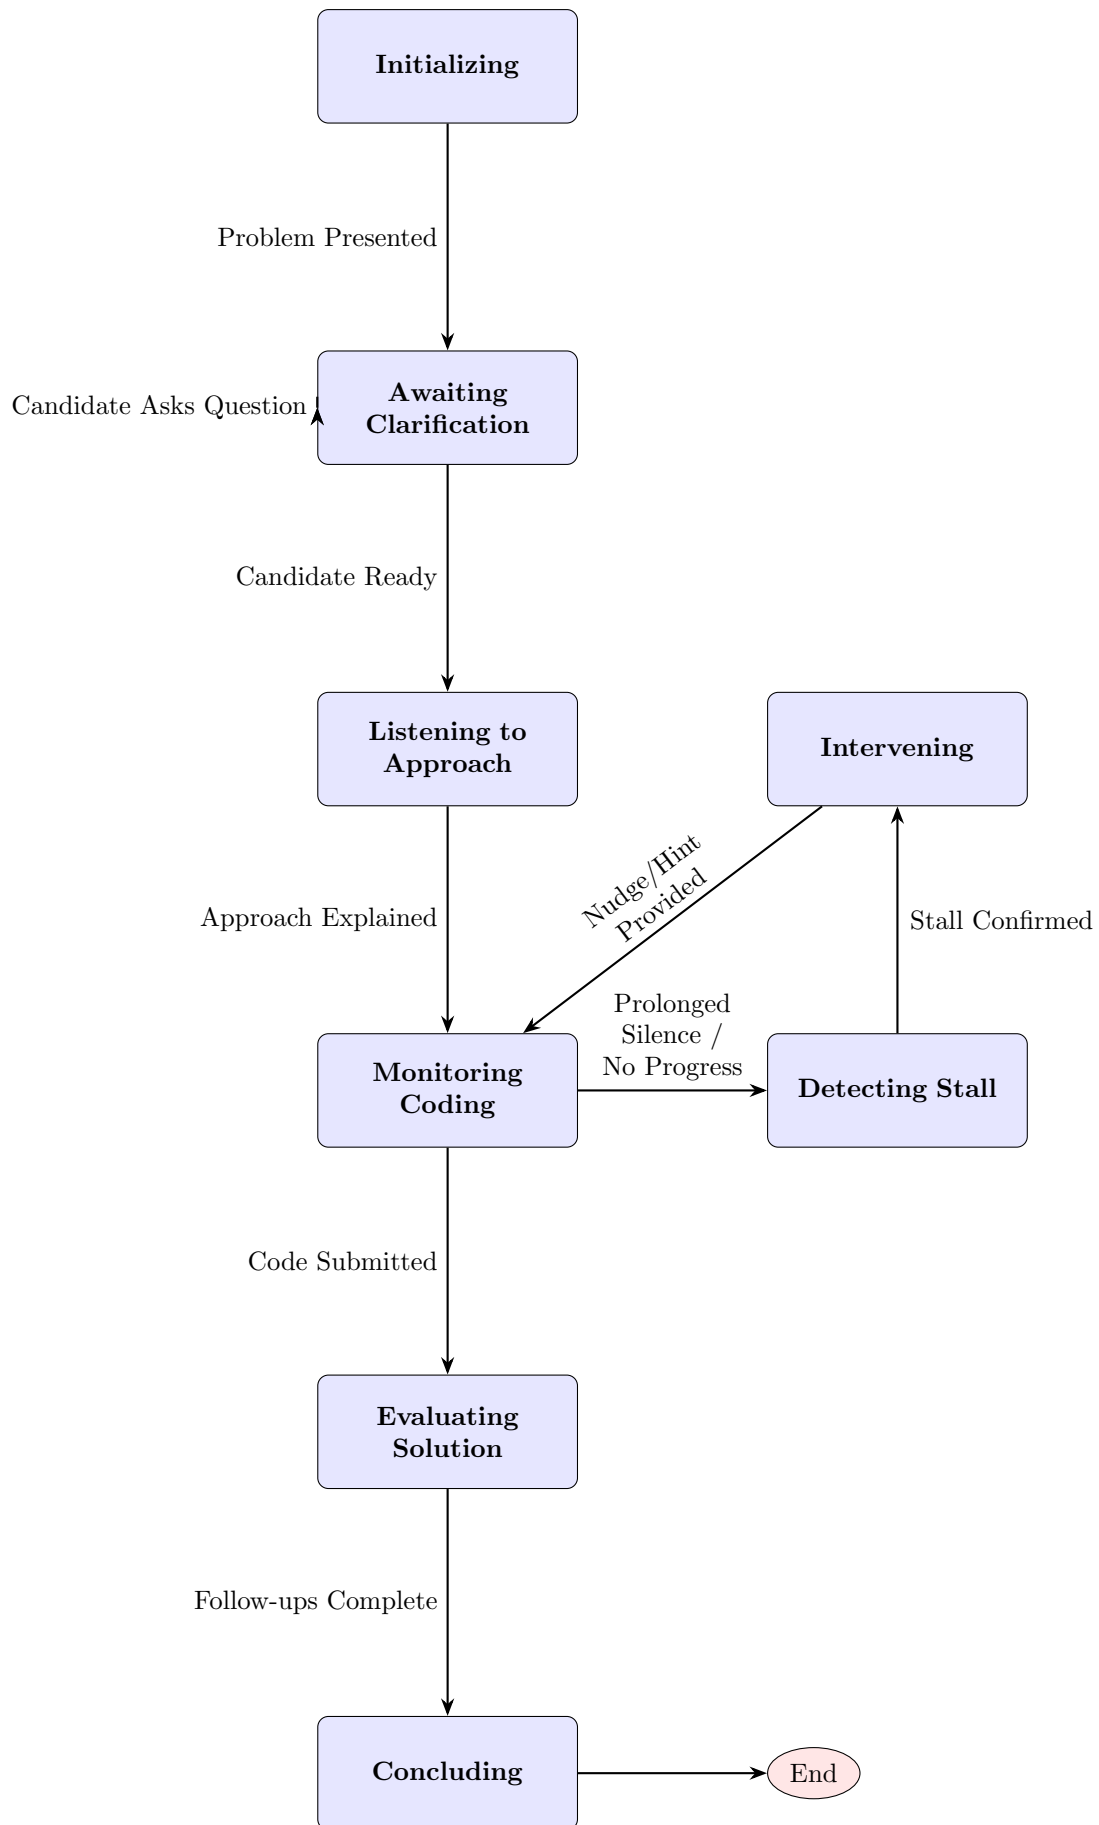 Initializing
Problem Presented
Awaiting
Clarification
Candidate Asks Question
Candidate Ready
Listening to
Approach
Intervening
Nudge/Hint
Provided
Approach Explained
Stall Confirmed
Prolonged
Silence /
No Progress
Monitoring
Coding
Detecting Stall
Code Submitted
Evaluating
Solution
Follow-ups Complete
Concluding
End